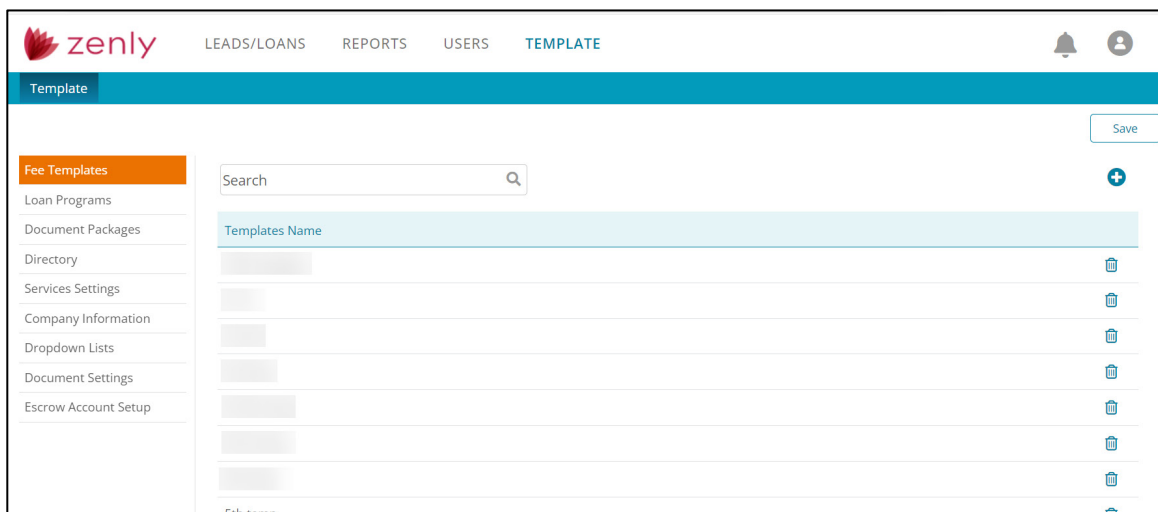 zenly LEADS/LOANS REPORTS USERS TEMPLATE
Template
Save
Fee Templates
Search
Loan Programs
Document Packages
Templates Name
Directory
Services Settings
Company Information
Dropdown Lists
Document Settings
Escrow Account Setup